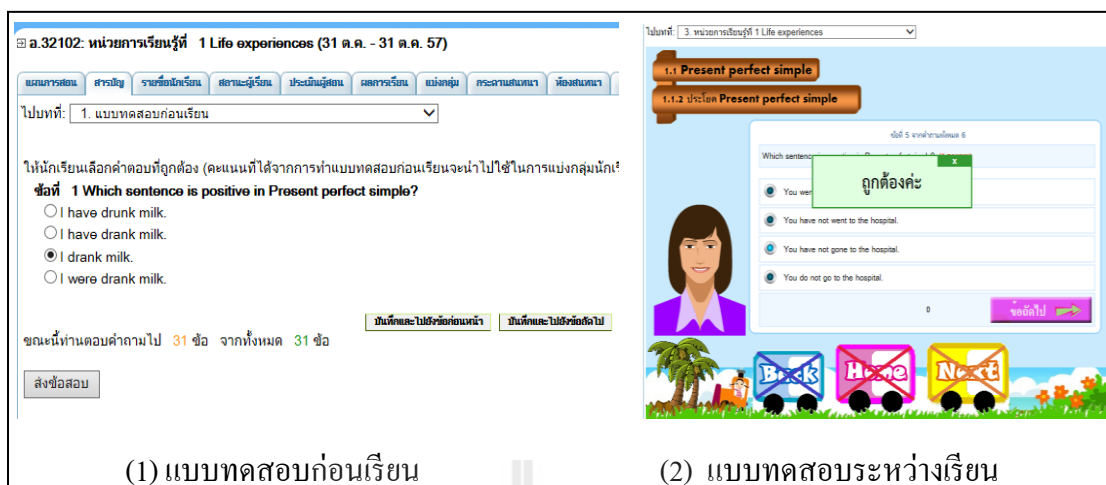 อ.32102: หน่วยการเรียนรู้ที่ 1 Life experiences (31 ต.ค. - 31 ต.ค. 57)
แผนการสอน สารบัญ รายชื่อนักเรียน สถานะผู้เรียน ประเมินผู้สอน ผลการเรียน แบ่งกลุ่ม กระดานสนทนา ห้องสนทนา
ไปบทที่: 1. แบบทดสอบก่อนเรียน
ให้นักเรียนเลือกคำตอบที่ถูกต้อง (คะแนนที่ได้จากการทำแบบทดสอบก่อนเรียนจะนำไปใช้ในการแบ่งกลุ่มนักเรี
ข้อที่ 1 Which sentence is positive in Present perfect simple?
I have drunk milk.
I have drank milk.
I drank milk.
I were drank milk.
บันทึกและไปยังข้อก่อนหน้า บันทึกและไปยังข้อถัดไป
ขณะนี้ท่านตอบคำถามไป 31 ข้อ จากทั้งหมด 31 ข้อ
ส่งข้อสอบ
(1) แบบทดสอบก่อนเรียน
ไปบทที่: 3. หน่วยการเรียนรู้ที่ 1 Life experiences
1.1 Present perfect simple
1.1.2 ประโยค Present perfect simple
ข้อที่ 5 จากคำถามทั้งหมด 6
Which sentence
x
ถูกต้องค่ะ
You wer
You have not went to the hospital.
You have not gone to the hospital.
You do not go to the hospital.
0
ข้อถัดไป
Back Home Next
(2) แบบทดสอบระหว่างเรียน